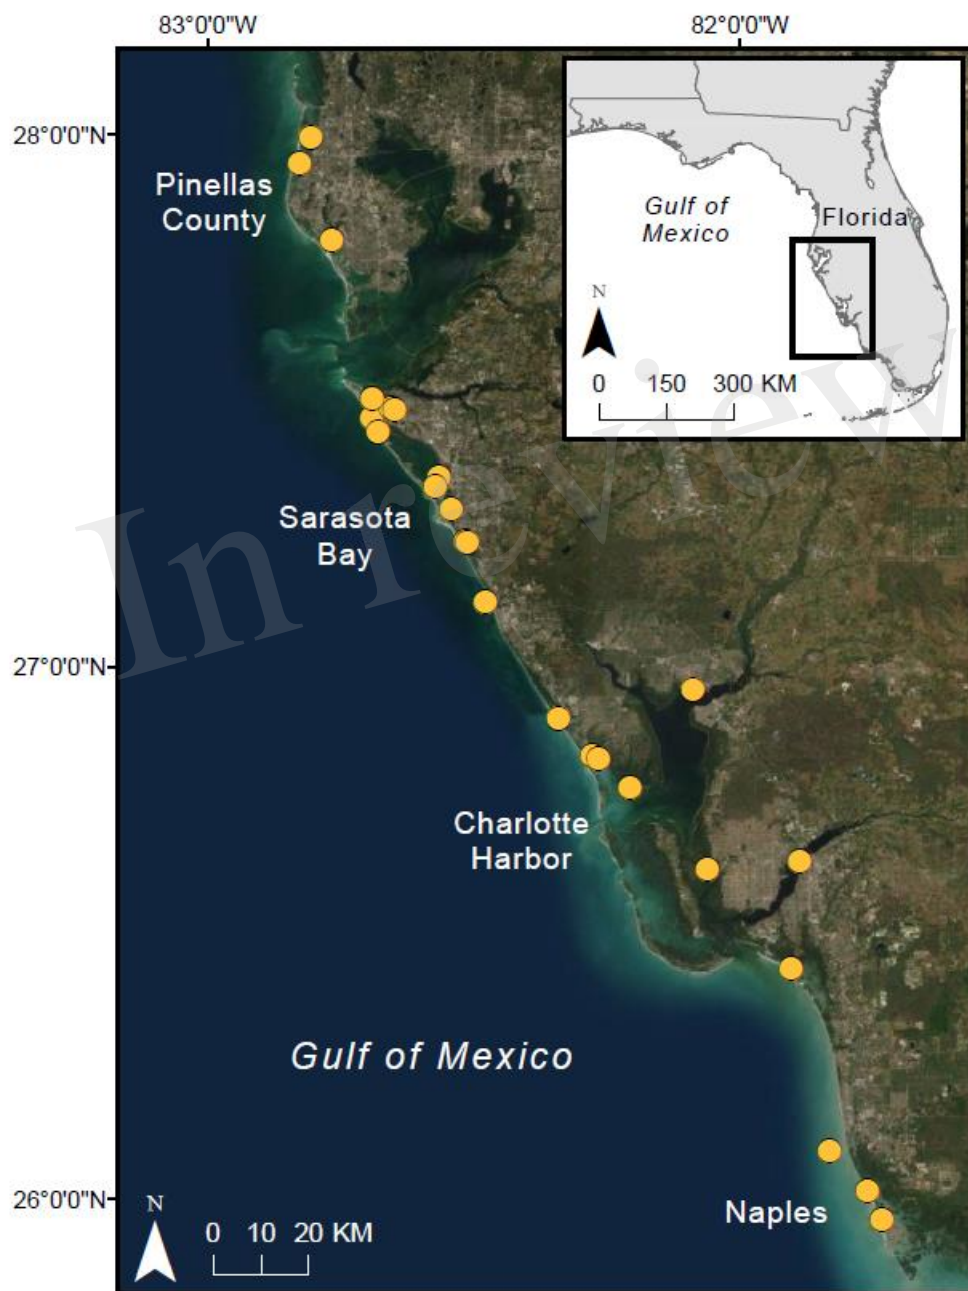 83°0'0"W
82°0'0"W
28°0'0"N
Pinellas
County
Gulf of
Mexico
Florida
N
0 150 300 KM
In review
Sarasota
Bay
27°0'0"N
Charlotte
Harbor
Gulf of Mexico
26°0'0"N
Naples
N
0 10 20 KM